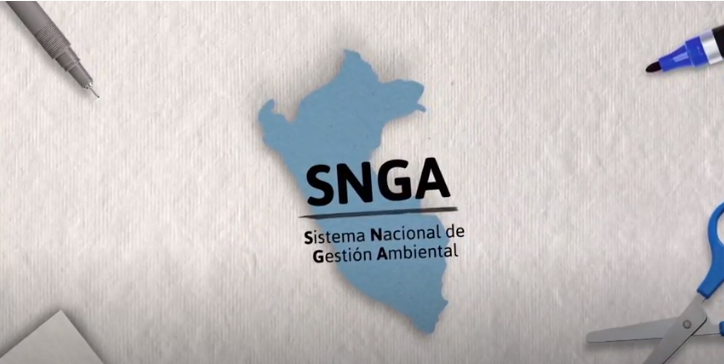 SNGA
Sistema Nacional de
Gestión Ambiental